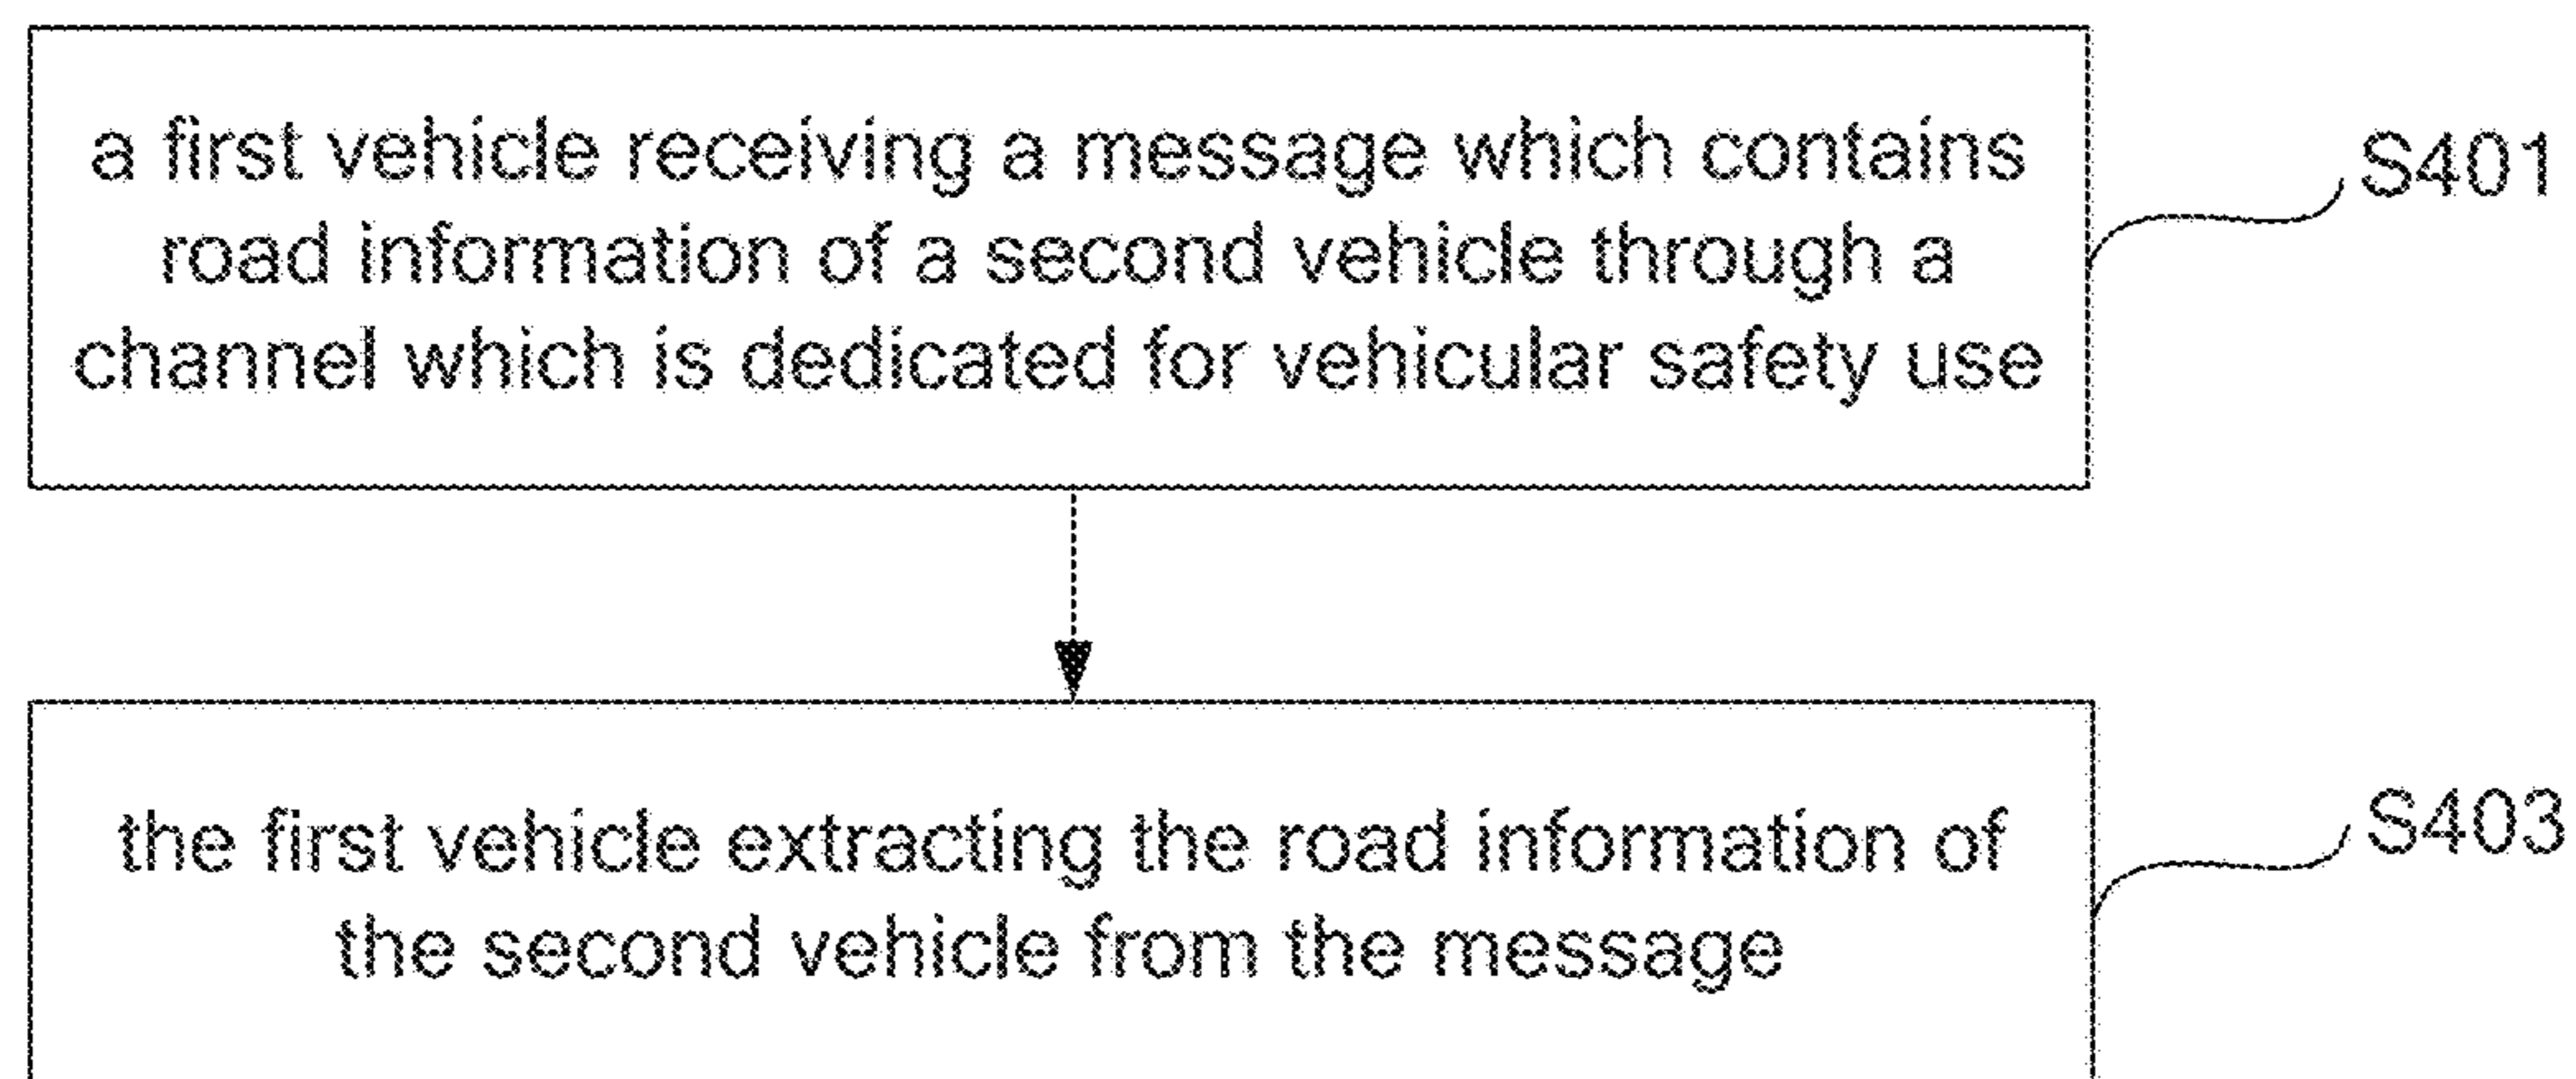 a first vehicle receiving a message which contains
road information of a second vehicle through a
channel which is dedicated for vehicular safety use
S401
the first vehicle extracting the road information of
the second vehicle from the message
S403